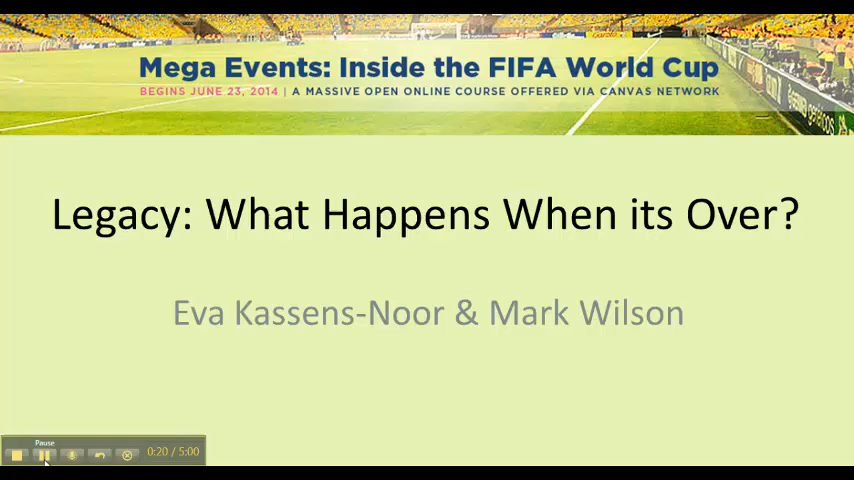 Mega Events: Inside the FIFA World Cup
BEGINS JUNE 23, 2014 | A MASSIVE OPEN ONLINE COURSE OFFERED VIA CANVAS NETWORK
Legacy: What Happens When its Over?
Eva Kassens-Noor & Mark Wilson
Pause
0:20 / 5:00